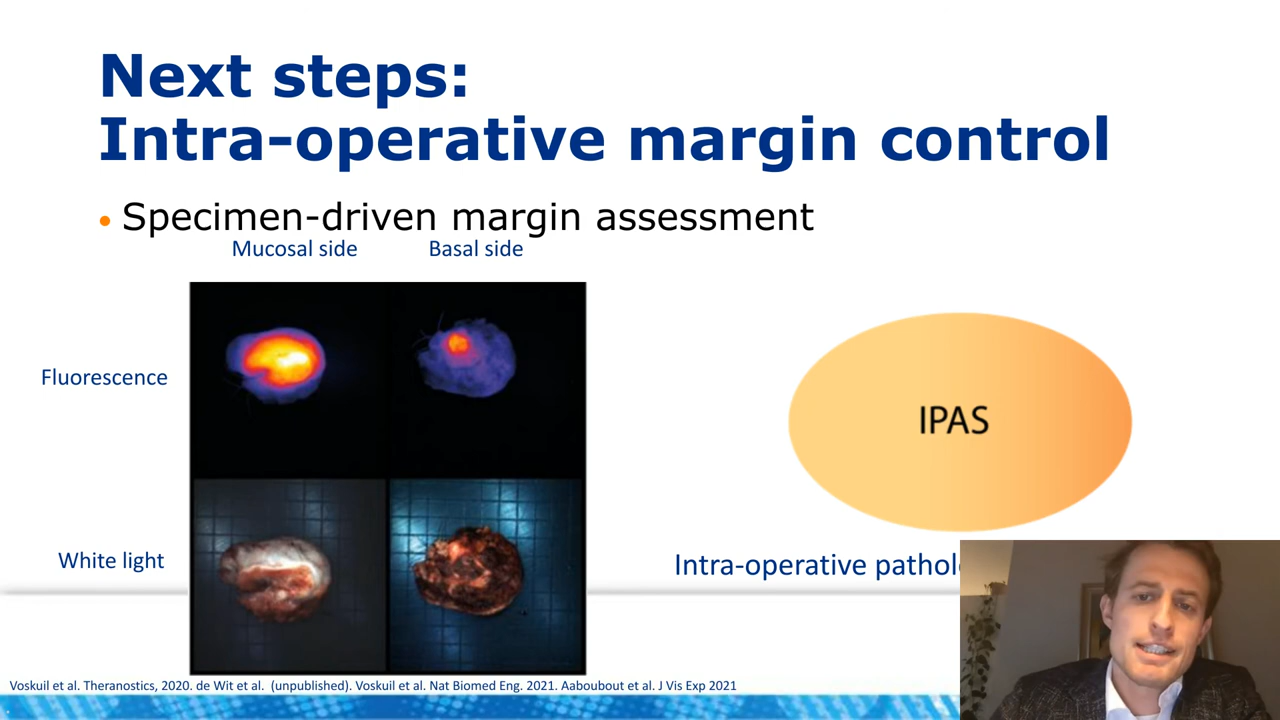 Next steps:
Intra-operative margin control
• Specimen-driven margin assessment
Mucosal side Basal side
Fluorescence
IPAS
White light
Intra-operative
Voskuil et al. Theranostics, 2020. de Wit et al. (unpublished). Voskuil et al. Nat Biomed Eng. 2021. Aaboubout et al. J Vis Exp 2021